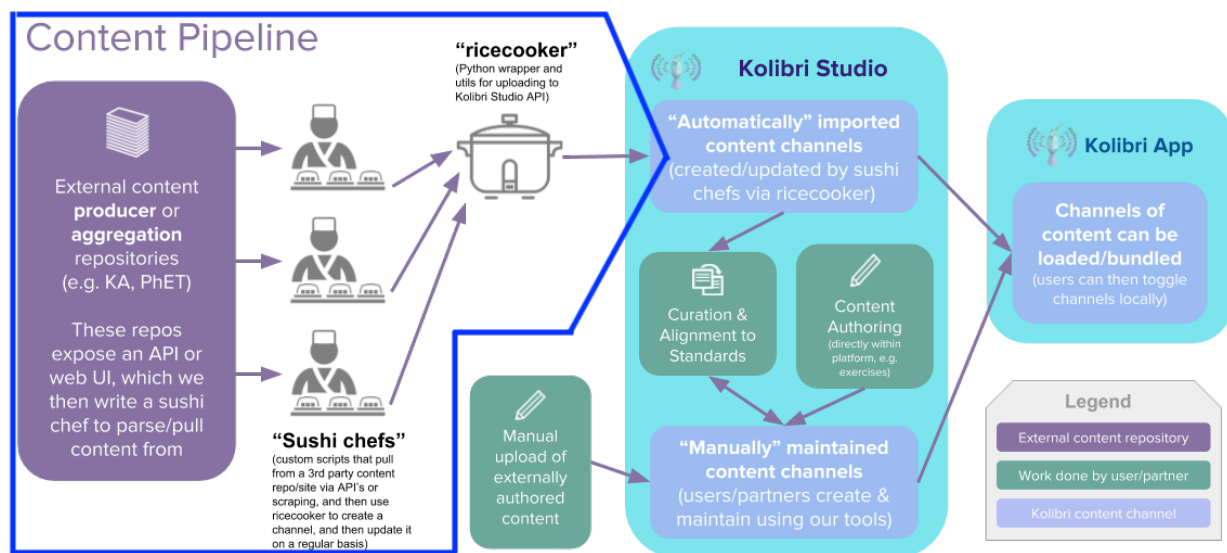 Content Pipeline
External content
producer or
aggregation
repositories
(e.g. KA, PhET)
These repos
expose an API or
web UI, which we
then write a sushi
chef to parse/pull
content from
“Sushi chefs”
(custom scripts that pull
from a 3rd party content
repo/site via API's or
scraping, and then use
ricecooker to create a
channel, and then update it
on a regular basis)
“ricecooker”
(Python wrapper and
utils for uploading to
Kolibri Studio API)
Manual
upload of
externally
authored
content
Kolibri Studio
“Automatically” imported
content channels
(created/updated by sushi
chefs via ricecooker)
Curation &
Alignment to
Standards
Content
Authoring
(directly within
platform, e.g.
exercises)
“Manually” maintained
content channels
(users/partners create &
maintain using our tools)
Kolibri App
Channels of
content can be
loaded/bundled
(users can then toggle
channels locally)
Legend
External content repository
Work done by user/partner
Kolibri content channel